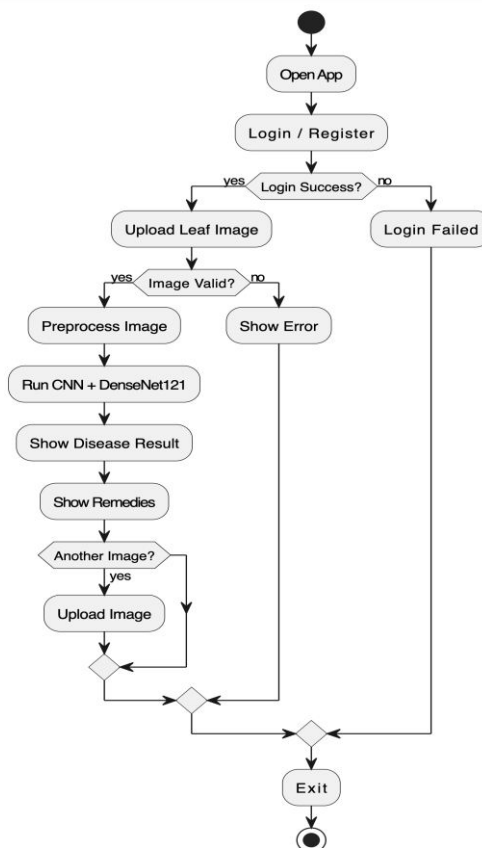 Open App
Login / Register
yes
Login Success?
no
Upload Leaf Image
Login Failed
yes
Image Valid?
no
Preprocess Image
Show Error
Run CNN + DenseNet121
Show Disease Result
Show Remedies
Another Image?
yes
Upload Image
Exit